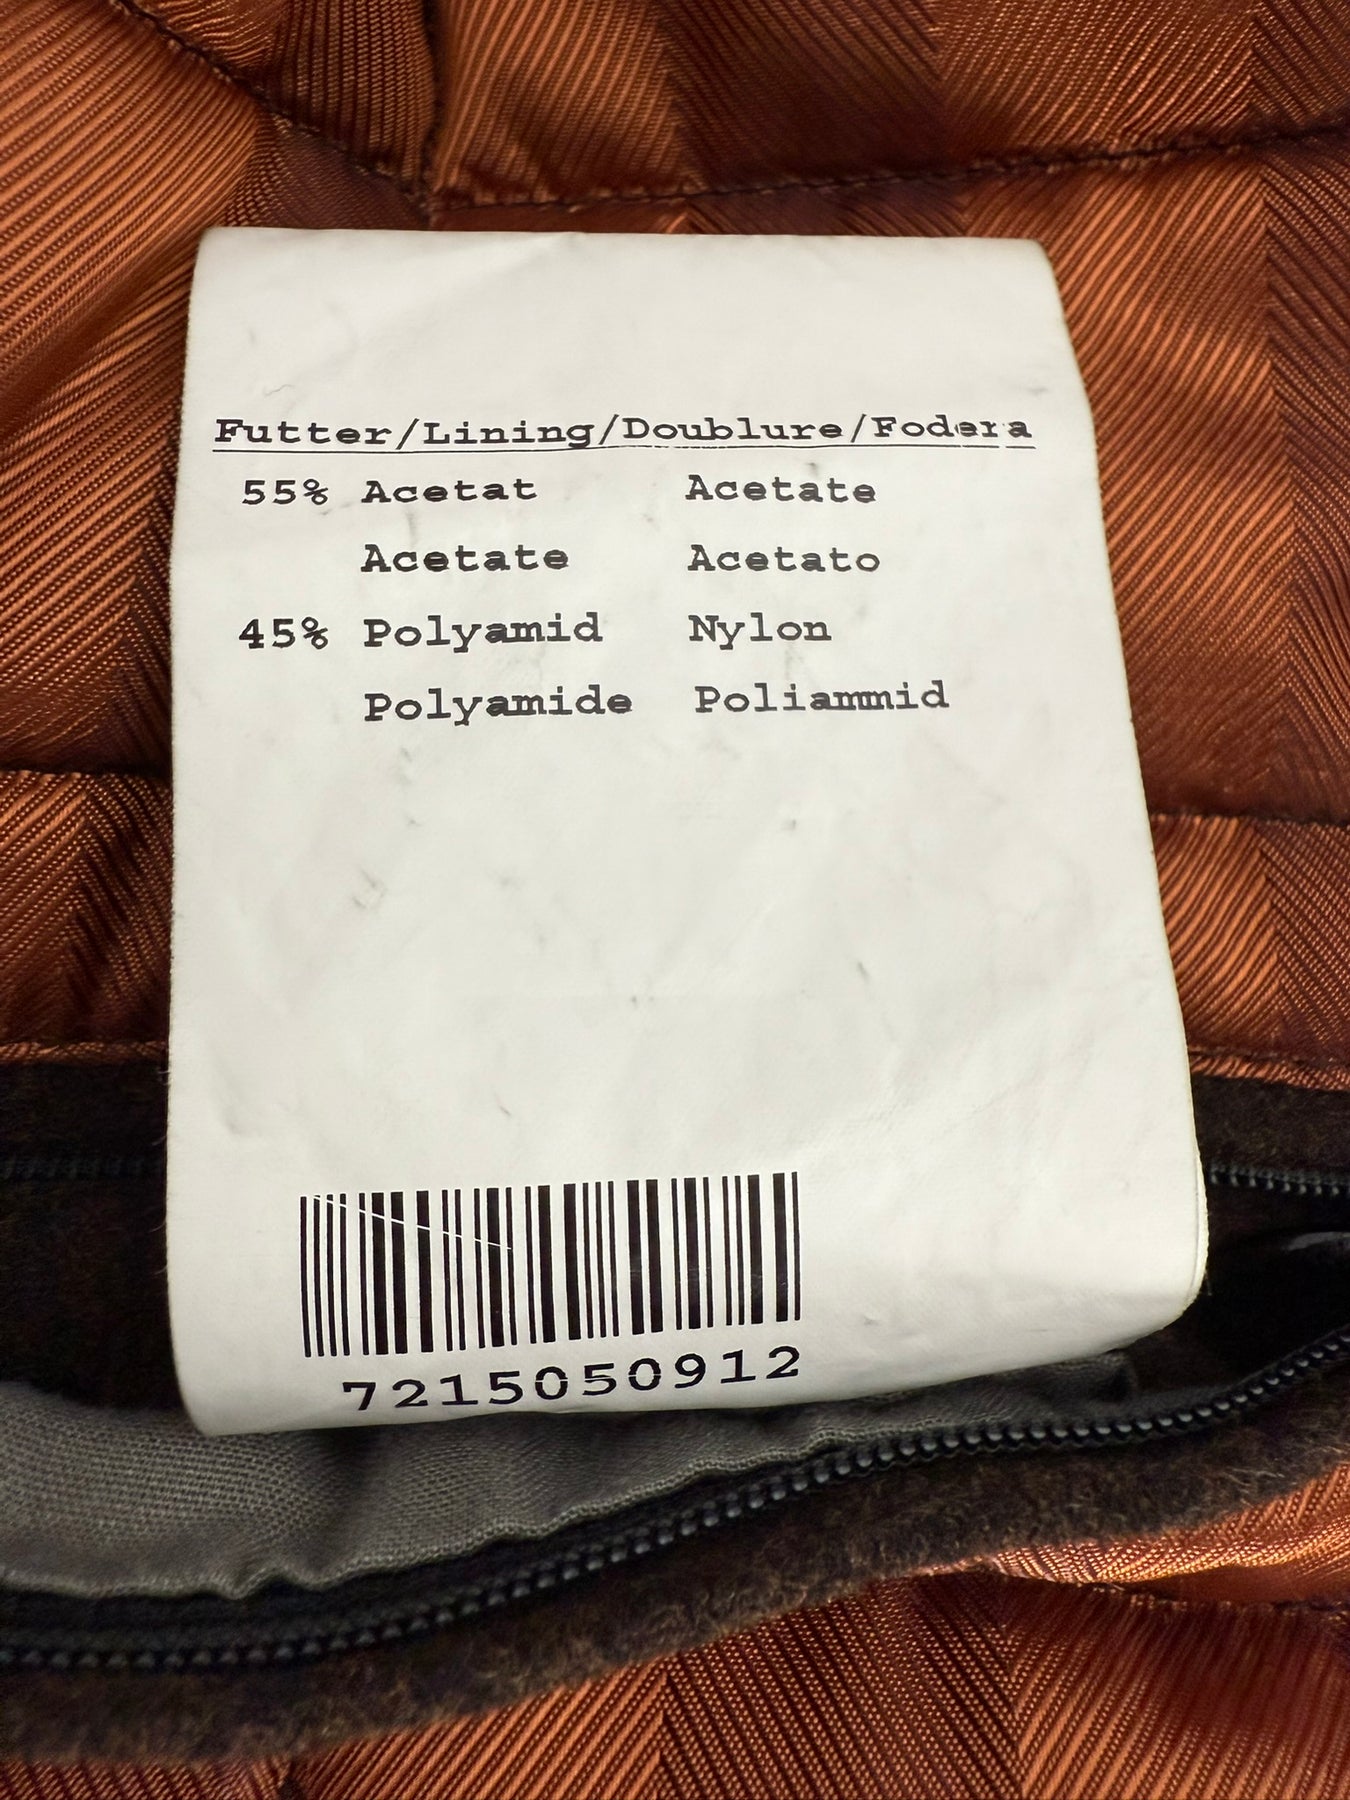 Futter/Lining/Doublure/Fodera
55% Acetat Acetate
Acetate Acetato
45% Polyamid Nylon
Polyamide Poliammid
7215050912